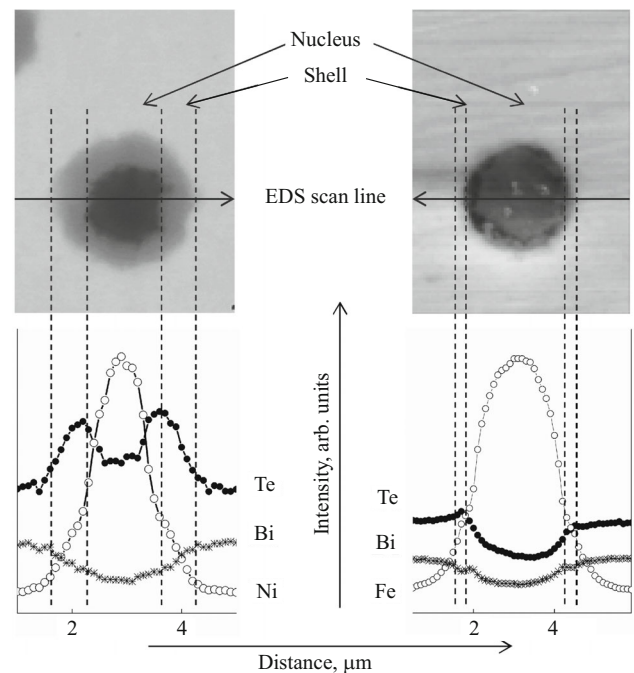 Nucleus
Shell
EDS scan line
Intensity, arb. units
Te
Bi
Ni
Te
Bi
Fe
2 4
2 4
Distance, μm